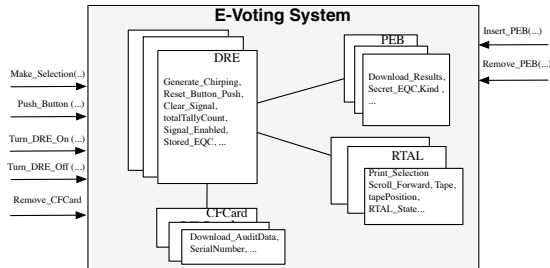 E-Voting System
Make_Selection(..)
Push_Button (...)
Turn_DRE_On (...)
Turn_DRE_Off (...)
Remove_CFCard
DRE
Generate_Chirping,
Reset_Button_Push,
Clear_Signal,
totalTallyCount,
Signal_Enabled,
Stored_EQC, ...
PEB
Download_Results,
Secret_EQC,Kind ,
...
Insert_PEB(...)
Remove_PEB(...)
RTAL
Print_Selection
Scroll_Forward, Tape,
tapePosition,
RTAL_State...
CFCard
Download_AuditData,
SerialNumber, ...